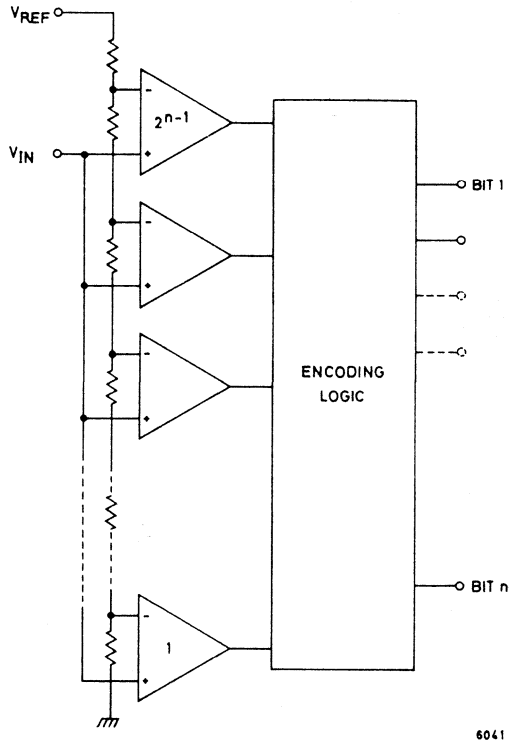 VREF
-
2n-1
VIN
+
BIT 1
-
+
-
ENCODING
LOGIC
+
BIT n
-
1
+
6041